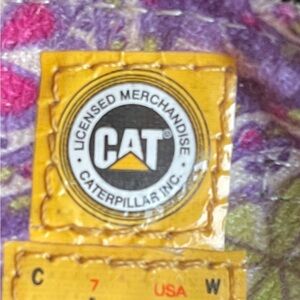 LICENSED MERCHANDISE
CAT®
CATERPILLAR INC.
C 7 USA W